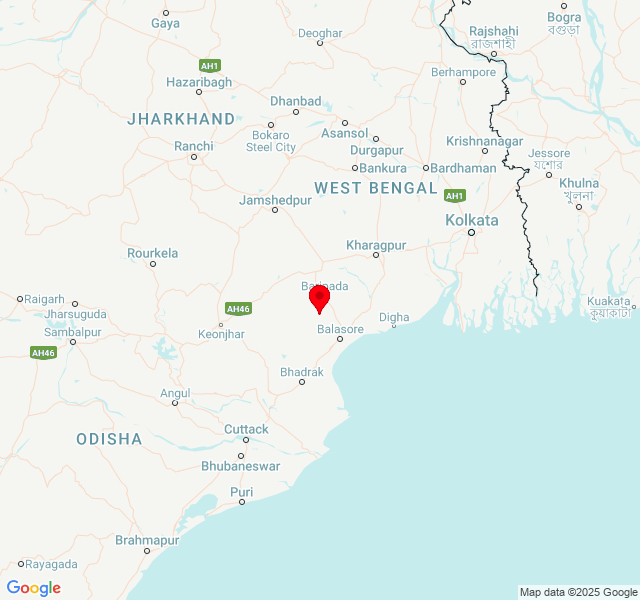 Gaya
Deoghar
Bogra
বগুড়া
Rajshahi
রাজশাহী
AH1
Berhampore
Hazaribagh
Dhanbad
JHARKHAND
Bokaro
Steel City
Asansol
Durgapur
Krishnanagar
Ranchi
Jessore
যশোর
Bankura
Bardhaman
WEST BENGAL
AH1
Khulna
খুলনা
Jamshedpur
Kolkata
Kharagpur
Rourkela
Raigarh
Jharsuguda
AH46
Keonjhar
Digha
Kuakata
কুয়াকাটা
Sambalpur
Balasore
AH46
Bhadrak
Angul
ODISHA
Cuttack
Bhubaneswar
Puri
Brahmapur
Rayagada
Google
Map data ©2025 Google